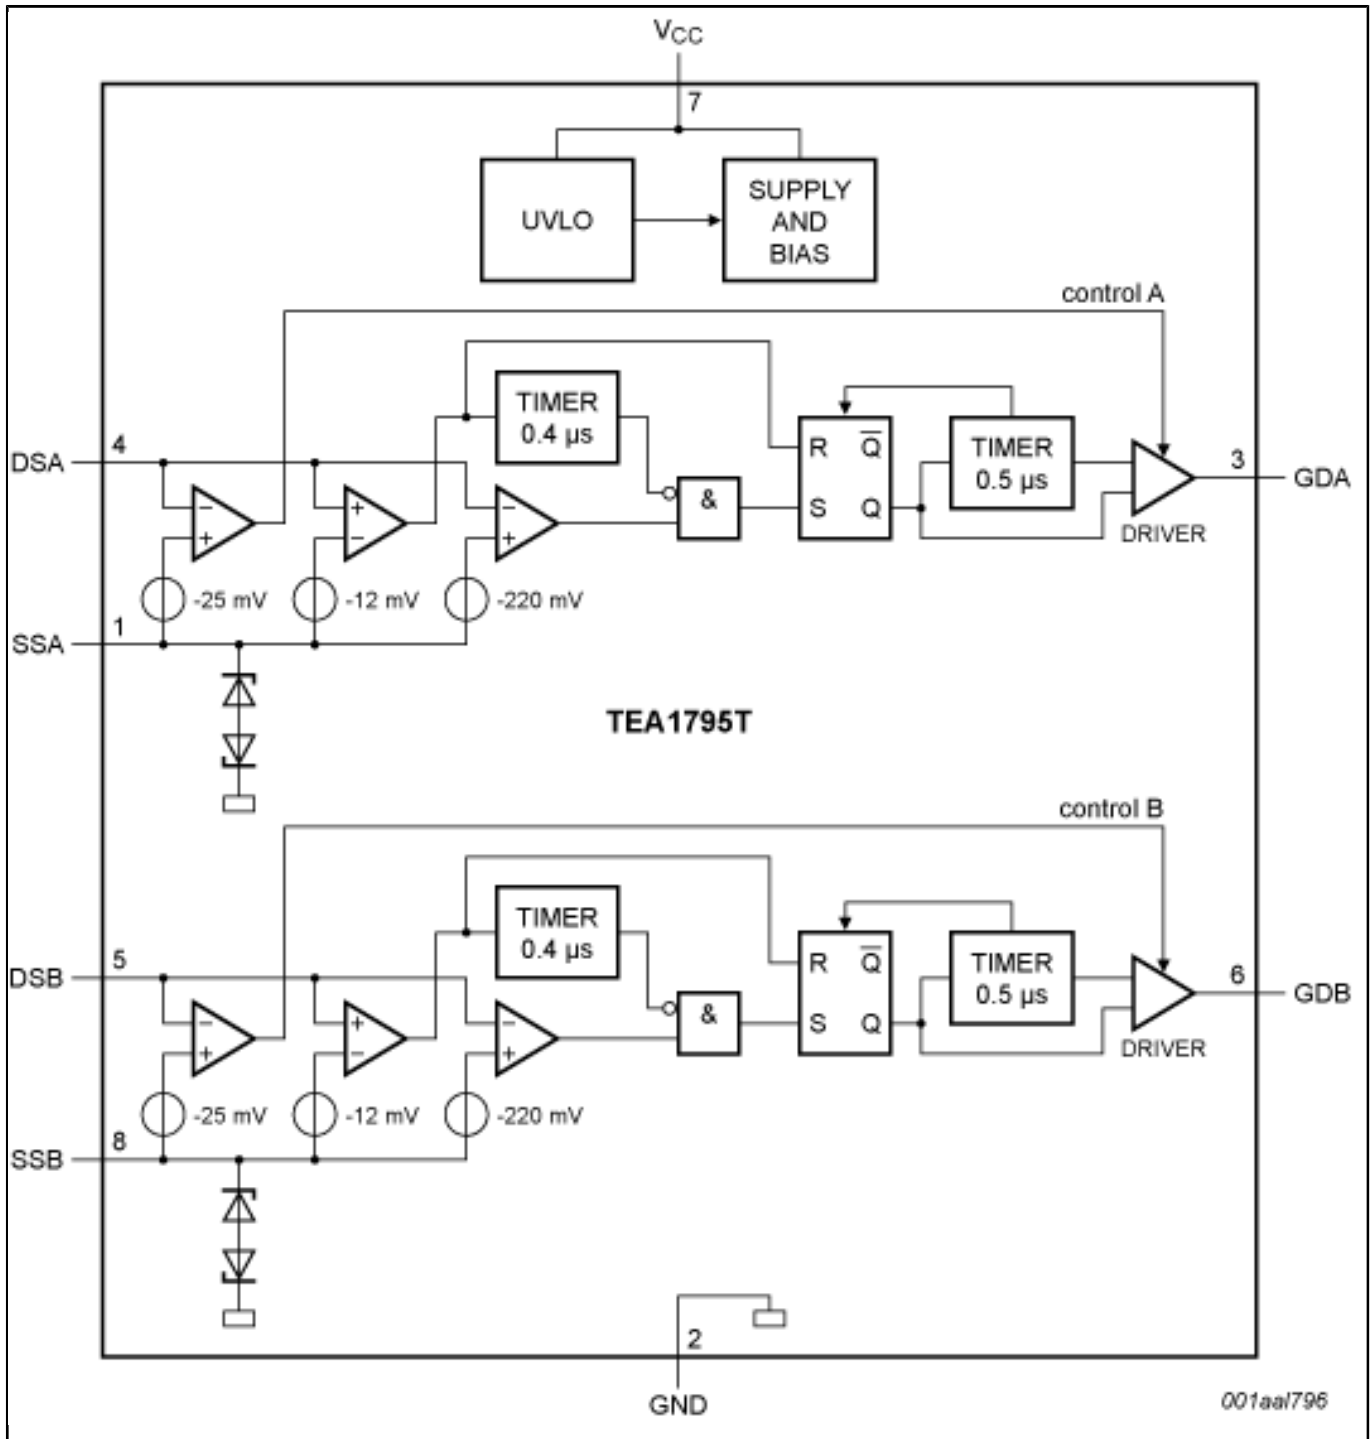 VCC
7
UVLO
SUPPLY
AND
BIAS
control A
TIMER
0.4 µs
R Q̅
S Q
TIMER
0.5 µs
&
DSA
4
3
GDA
DRIVER
- +
+ -
- +
-25 mV
-12 mV
-220 mV
SSA
1
TEA1795T
control B
TIMER
0.4 µs
R Q̅
S Q
TIMER
0.5 µs
&
DSB
5
6
GDB
DRIVER
- +
+ -
- +
-25 mV
-12 mV
-220 mV
SSB
8
2
GND
001aal796